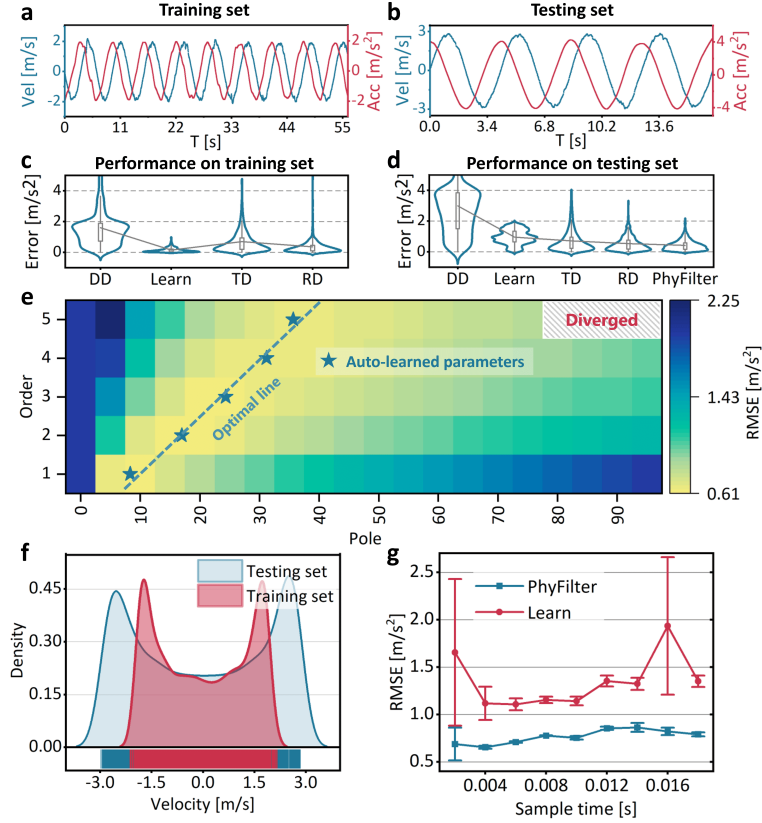 a Training set
b Testing set
Vel [m/s]
2
0
-2
Acc [m/s²]
2
0
-2
0 11 22 33 44 55
T [s]
Vel [m/s]
3
0
-3
Acc [m/s²]
4
0
-4
0.0 3.4 6.8 10.2 13.6
T [s]
c Performance on training set
d Performance on testing set
Error [m/s2]
4
2
0
DD Learn TD RD
Error [m/s2]
4
2
0
DD Learn TD RD PhyFilter
e
Order
5
4
3
2
1
Diverged
Auto-learned parameters
Optimal line
0 10 20 30 40 50 60 70 80 90
Pole
2.25
1.43
0.61
RMSE [m/s²]
f
Testing set
Training set
Density
0.45
0.30
0.15
0.00
-3.0 -1.5 0.0 1.5 3.0
Velocity [m/s]
g
PhyFilter
Learn
RMSE [m/s²]
2.5
2.0
1.5
1.0
0.5
0.004 0.008 0.012 0.016
Sample time [s]